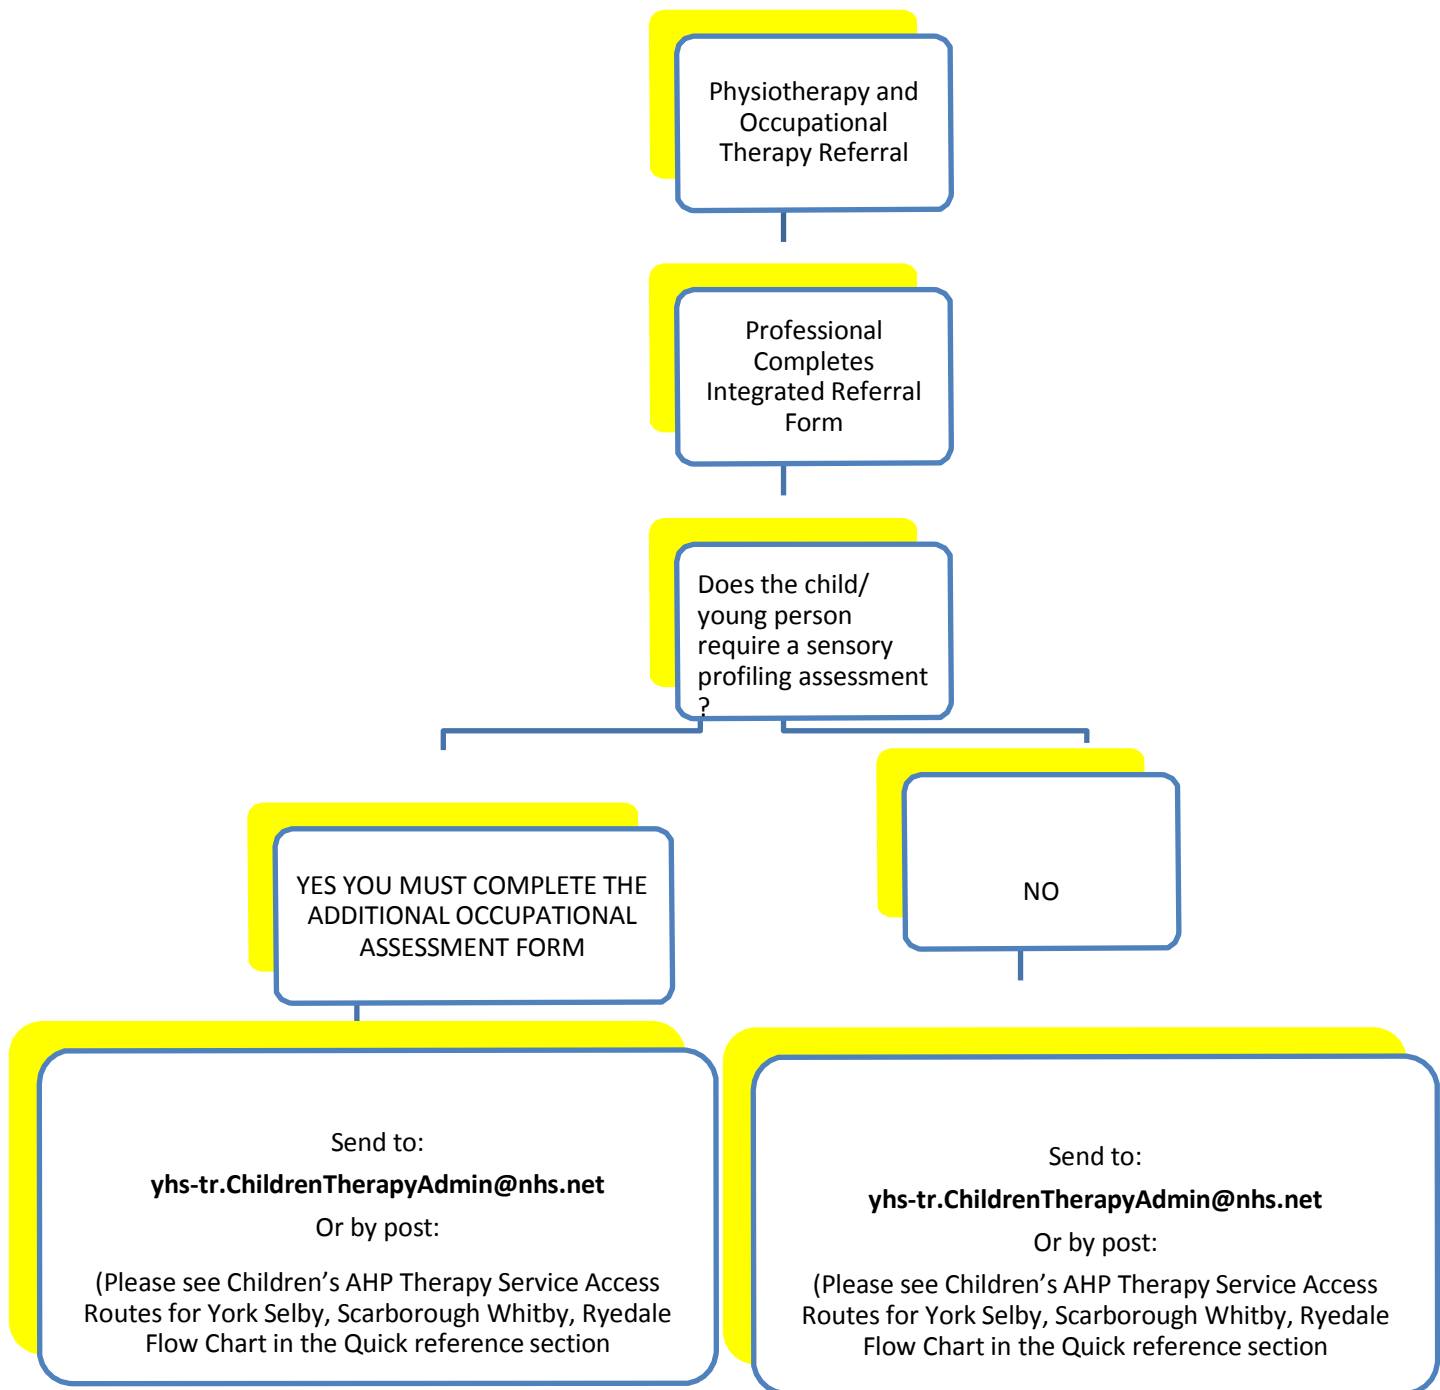 Physiotherapy and
Occupational
Therapy Referral
Professional
Completes
Integrated Referral
Form
Does the child/
young person
require a sensory
profiling assessment
?
YES YOU MUST COMPLETE THE
ADDITIONAL OCCUPATIONAL
ASSESSMENT FORM
NO
Send to:
yhs-tr.ChildrenTherapyAdmin@nhs.net
Or by post:
(Please see Children’s AHP Therapy Service Access
Routes for York Selby, Scarborough Whitby, Ryedale
Flow Chart in the Quick reference section
Send to:
yhs-tr.ChildrenTherapyAdmin@nhs.net
Or by post:
(Please see Children’s AHP Therapy Service Access
Routes for York Selby, Scarborough Whitby, Ryedale
Flow Chart in the Quick reference section